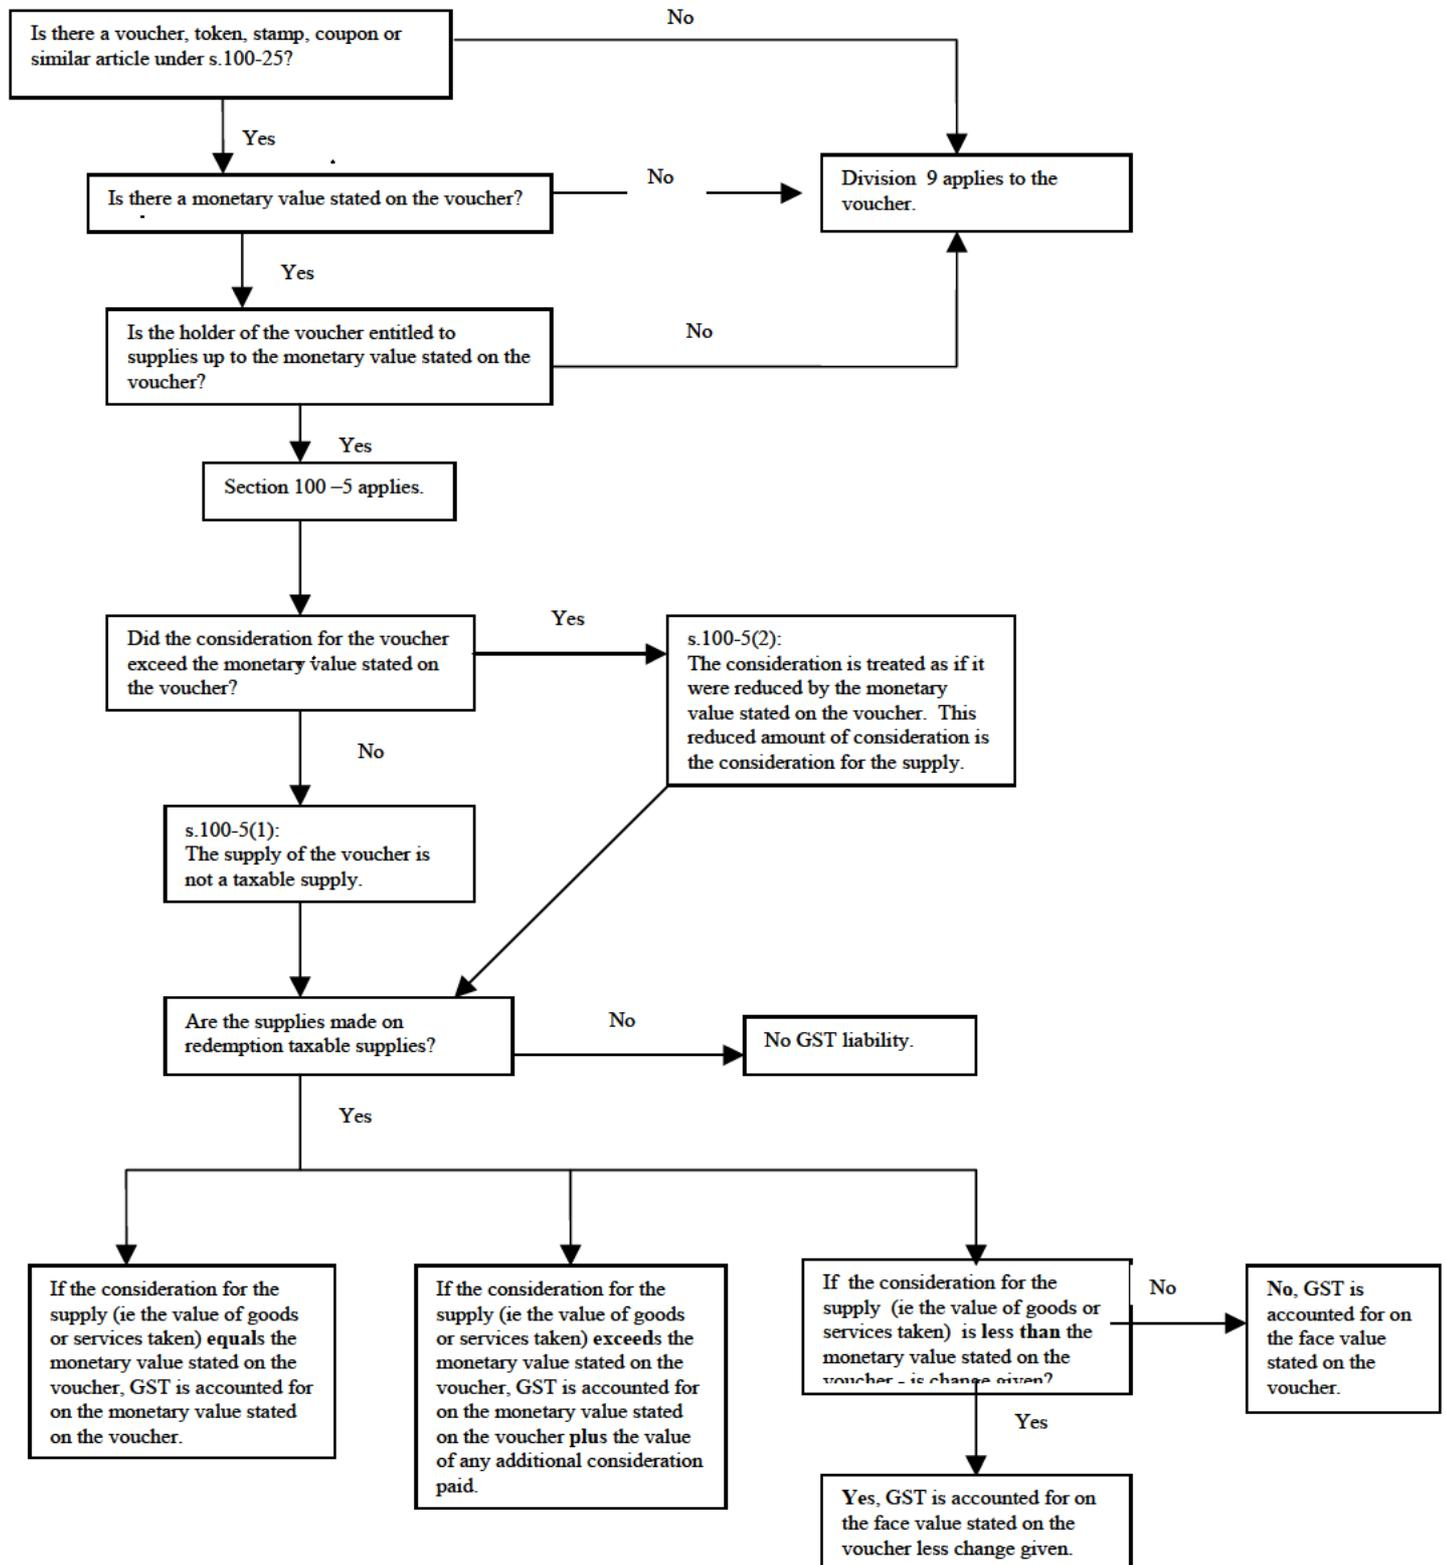 No
Is there a voucher, token, stamp, coupon or
similar article under s.100-25?
Yes
Is there a monetary value stated on the voucher?
No
Division 9 applies to the
voucher.
Yes
Is the holder of the voucher entitled to
supplies up to the monetary value stated on the
voucher?
No
Yes
Section 100 –5 applies.
Did the consideration for the voucher
exceed the monetary value stated on
the voucher?
Yes
s.100-5(2):
The consideration is treated as if it
were reduced by the monetary
value stated on the voucher. This
reduced amount of consideration is
the consideration for the supply.
No
s.100-5(1):
The supply of the voucher is
not a taxable supply.
Are the supplies made on
redemption taxable supplies?
No
No GST liability.
Yes
If the consideration for the
supply (ie the value of goods
or services taken) equals the
monetary value stated on the
voucher, GST is accounted for
on the monetary value stated
on the voucher.
If the consideration for the
supply (ie the value of goods
or services taken) exceeds the
monetary value stated on the
voucher, GST is accounted for
on the monetary value stated
on the voucher plus the value
of any additional consideration
paid.
If the consideration for the
supply (ie the value of goods or
services taken) is less than the
monetary value stated on the
voucher - is change given?
No
No, GST is
accounted for on
the face value
stated on the
voucher.
Yes
Yes, GST is accounted for on
the face value stated on the
voucher less change given.